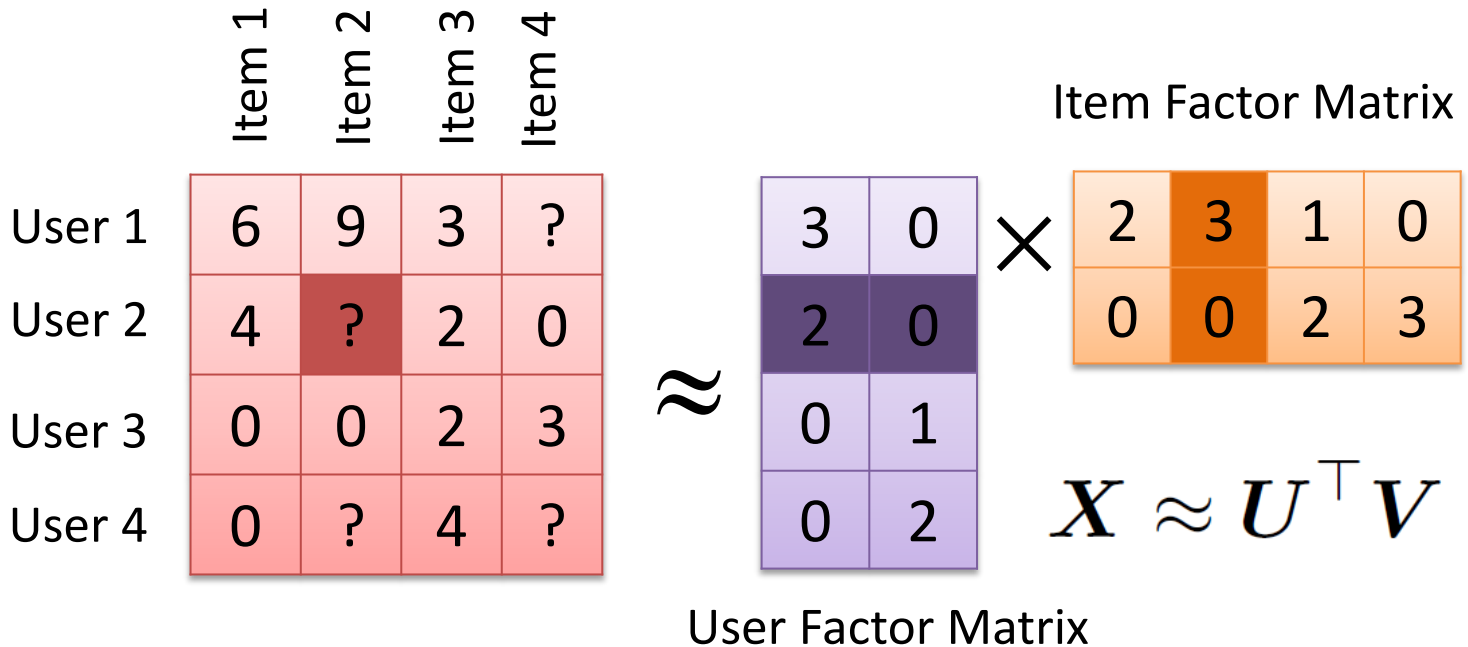 Item 1
Item 2
Item 3
Item 4
Item Factor Matrix
User 1
6 9 3 ?
3 0
×
2 3 1 0
User 2
4 ? 2 0
≈
2 0
0 0 2 3
User 3
0 0 2 3
0 1
User 4
0 ? 4 ?
0 2
X ≈ U⊤V
User Factor Matrix